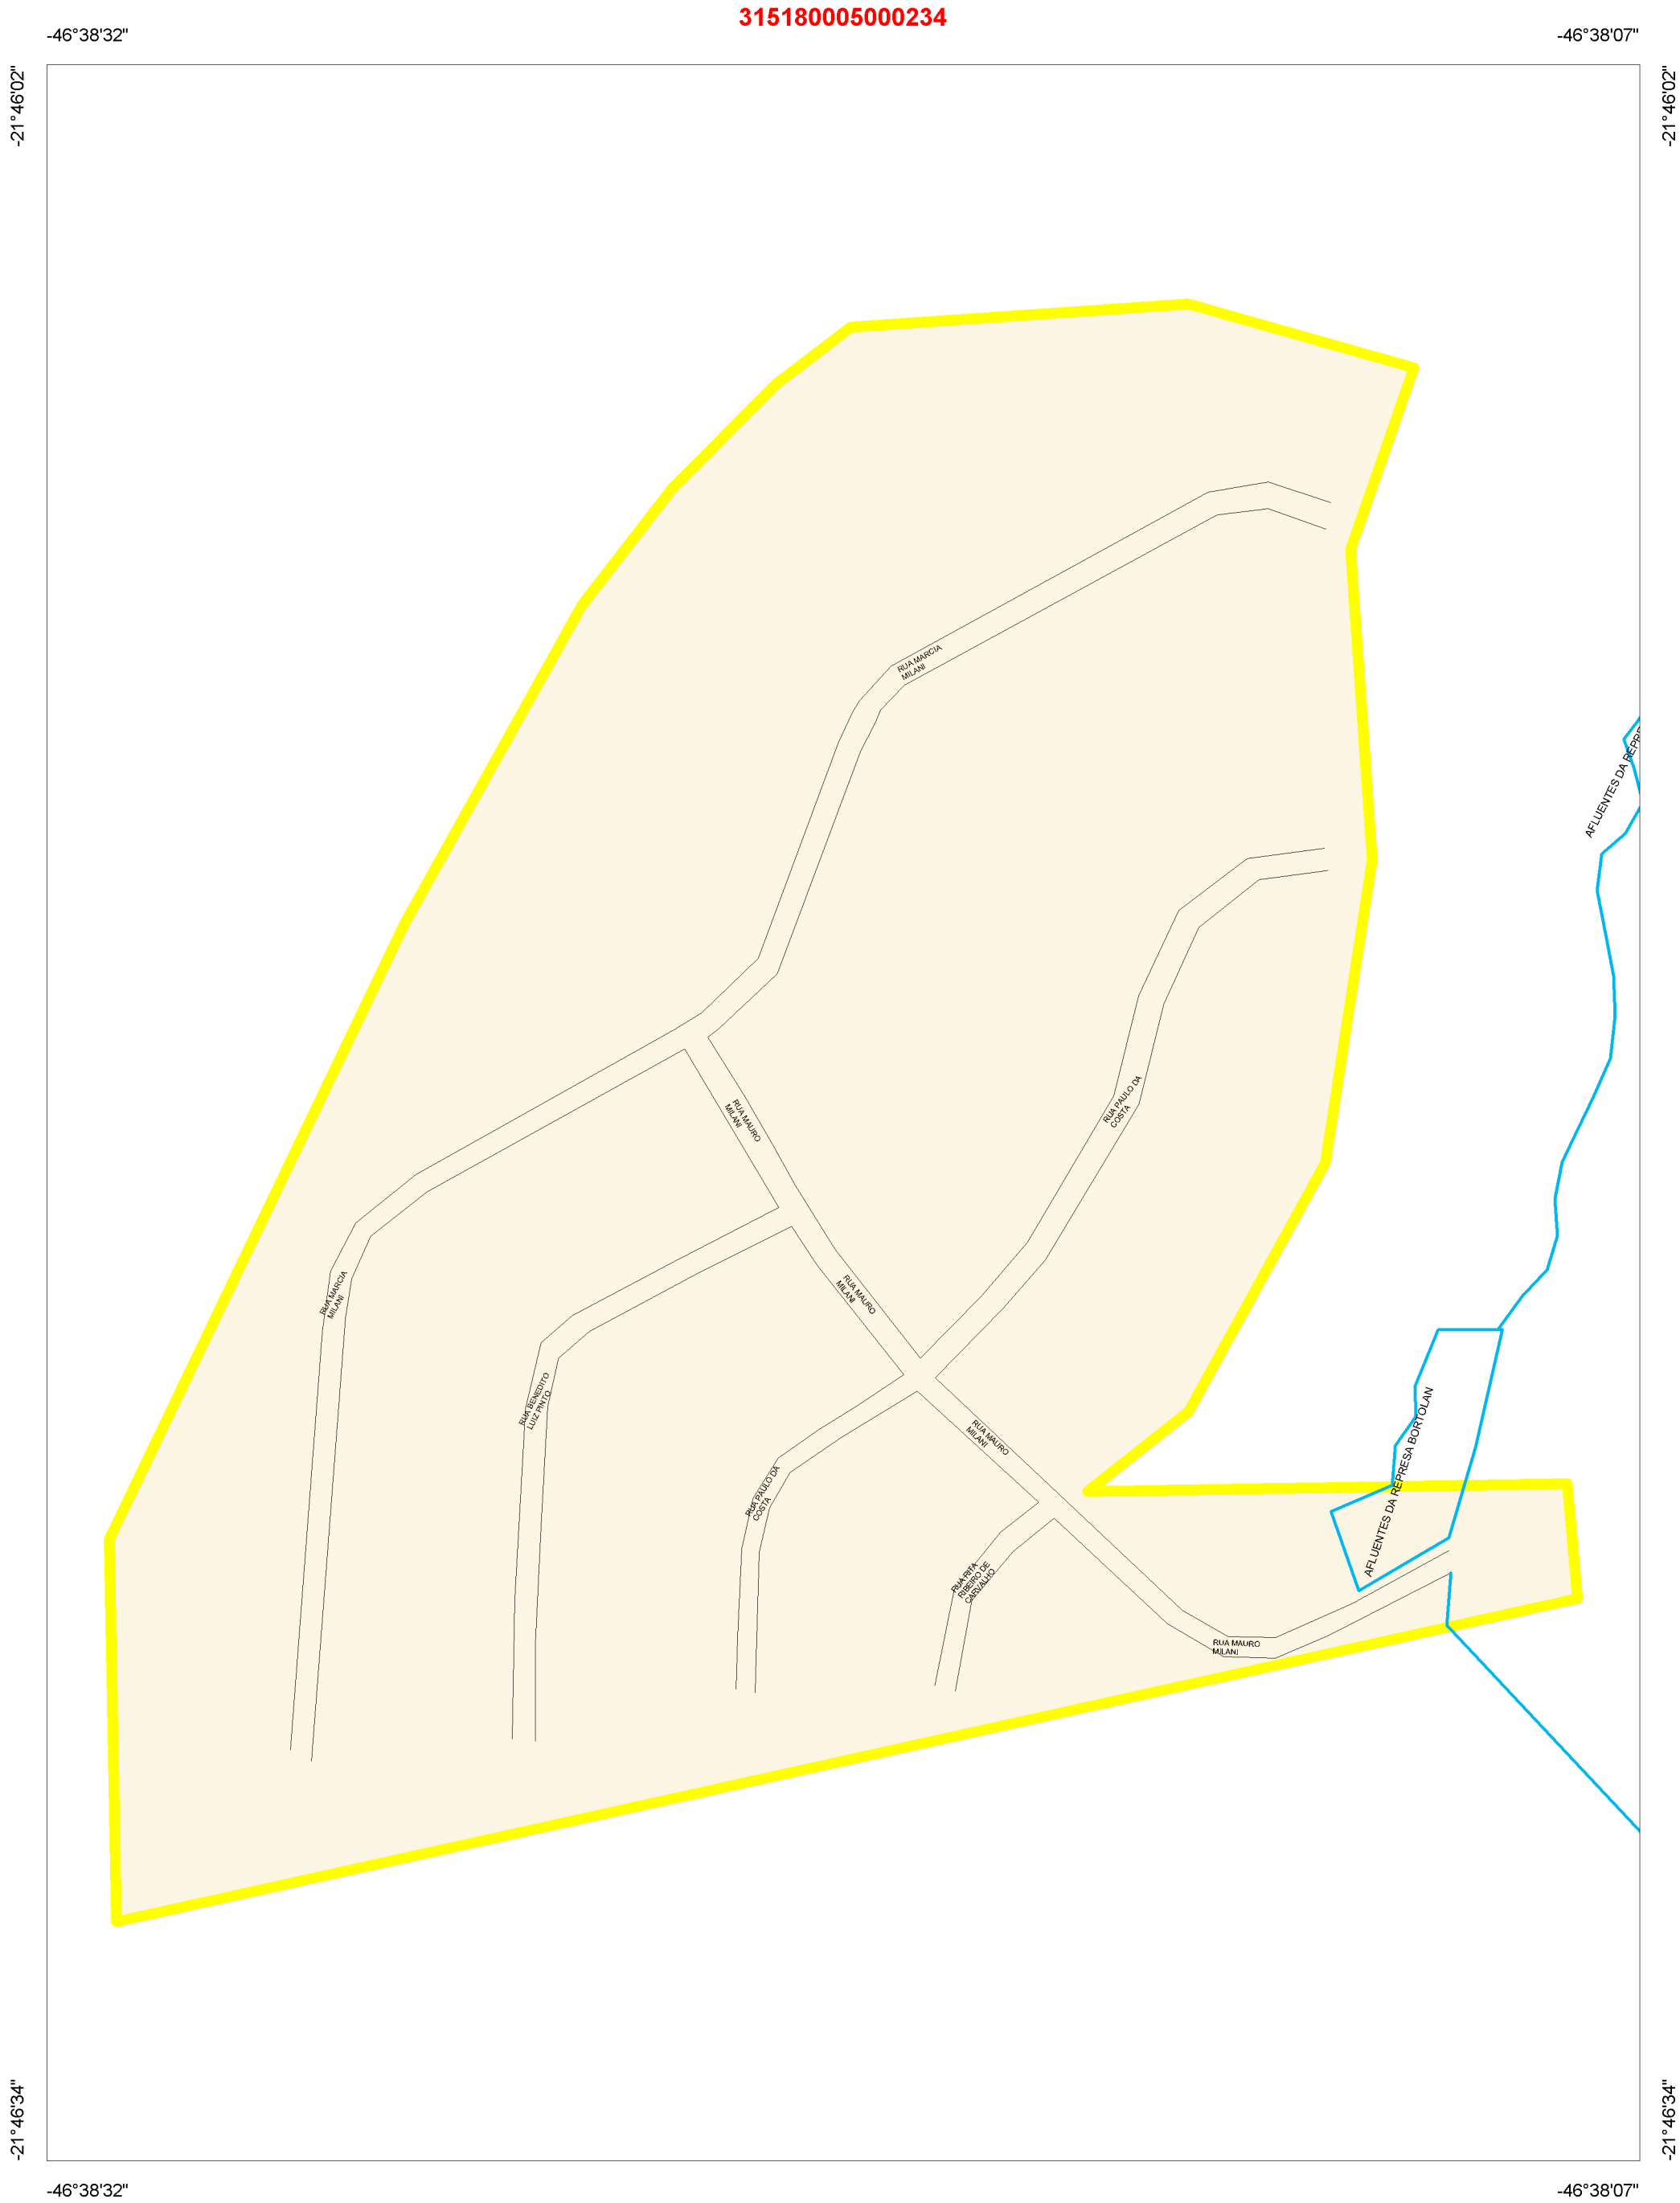 315180005000234
-46°38'32"
-46°38'07"
-21°46'02"
-21°46'02"
RUA MARCIA
MILANI
AFLUENTES DA REPRE
RUA PAULO DA
COSTA
RUA MAURO
MILANI
RUA MARCIA
MILANI
RUA MAURO
MILANI
RUA BENEDITO
LUIZ PINTO
AFLUENTES DA REPRESA BORTOLAN
RUA MAURO
MILANI
RUA PAULO DA
COSTA
RUA RITA
RIBEIRO DE
CARVALHO
RUA MAURO
MILANI
-21°46'34"
-21°46'34"
-46°38'32"
-46°38'07"